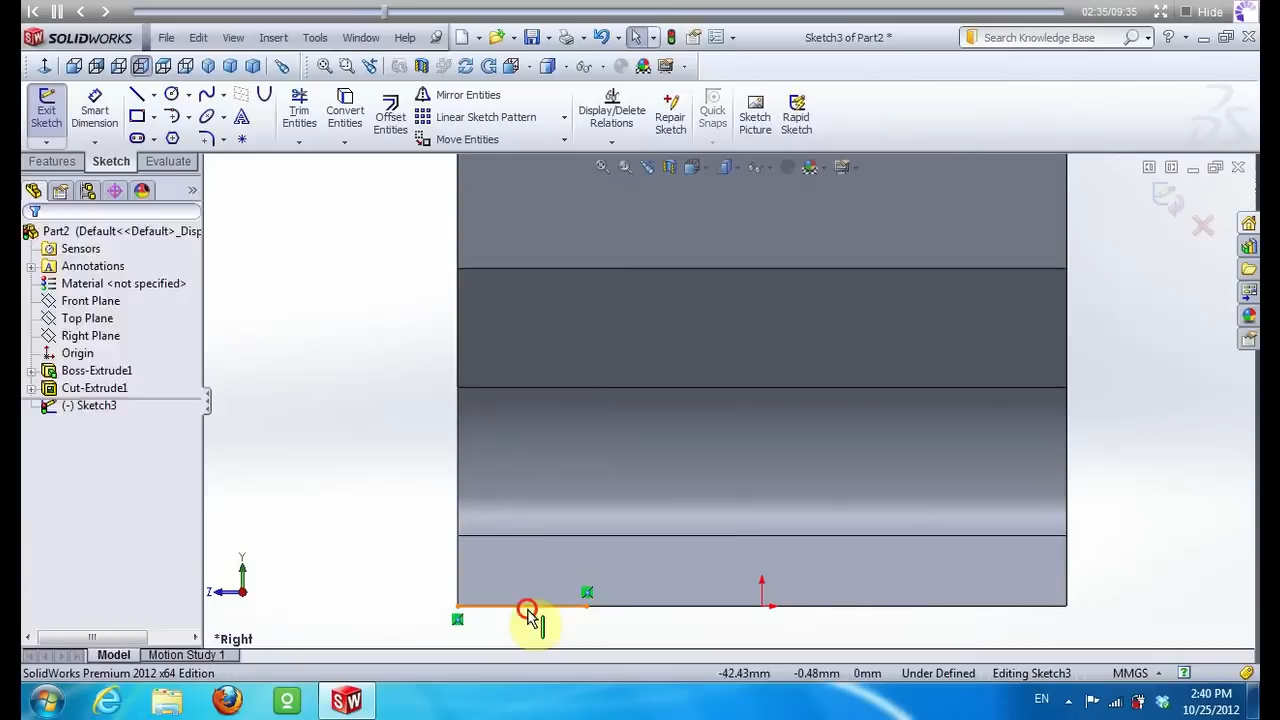 02:35/09:35
Hide
SOLIDWORKS
File Edit View Insert Tools Window Help
Sketch3 of Part2 *
Search Knowledge Base
Exit Sketch
Smart Dimension
Trim Entities
Convert Entities
Offset Entities
Mirror Entities
Linear Sketch Pattern
Move Entities
Display/Delete Relations
Repair Sketch
Quick Snaps
Sketch Picture
Rapid Sketch
Features Sketch Evaluate
Part2 (Default<<Default>_Disp
Sensors
Annotations
Material <not specified>
Front Plane
Top Plane
Right Plane
Origin
Boss-Extrude1
Cut-Extrude1
(-) Sketch3
Y
Z
*Right
Model Motion Study 1
SolidWorks Premium 2012 x64 Edition
-42.43mm -0.48mm 0mm Under Defined Editing Sketch3 MMGS
EN
2:40 PM
10/25/2012